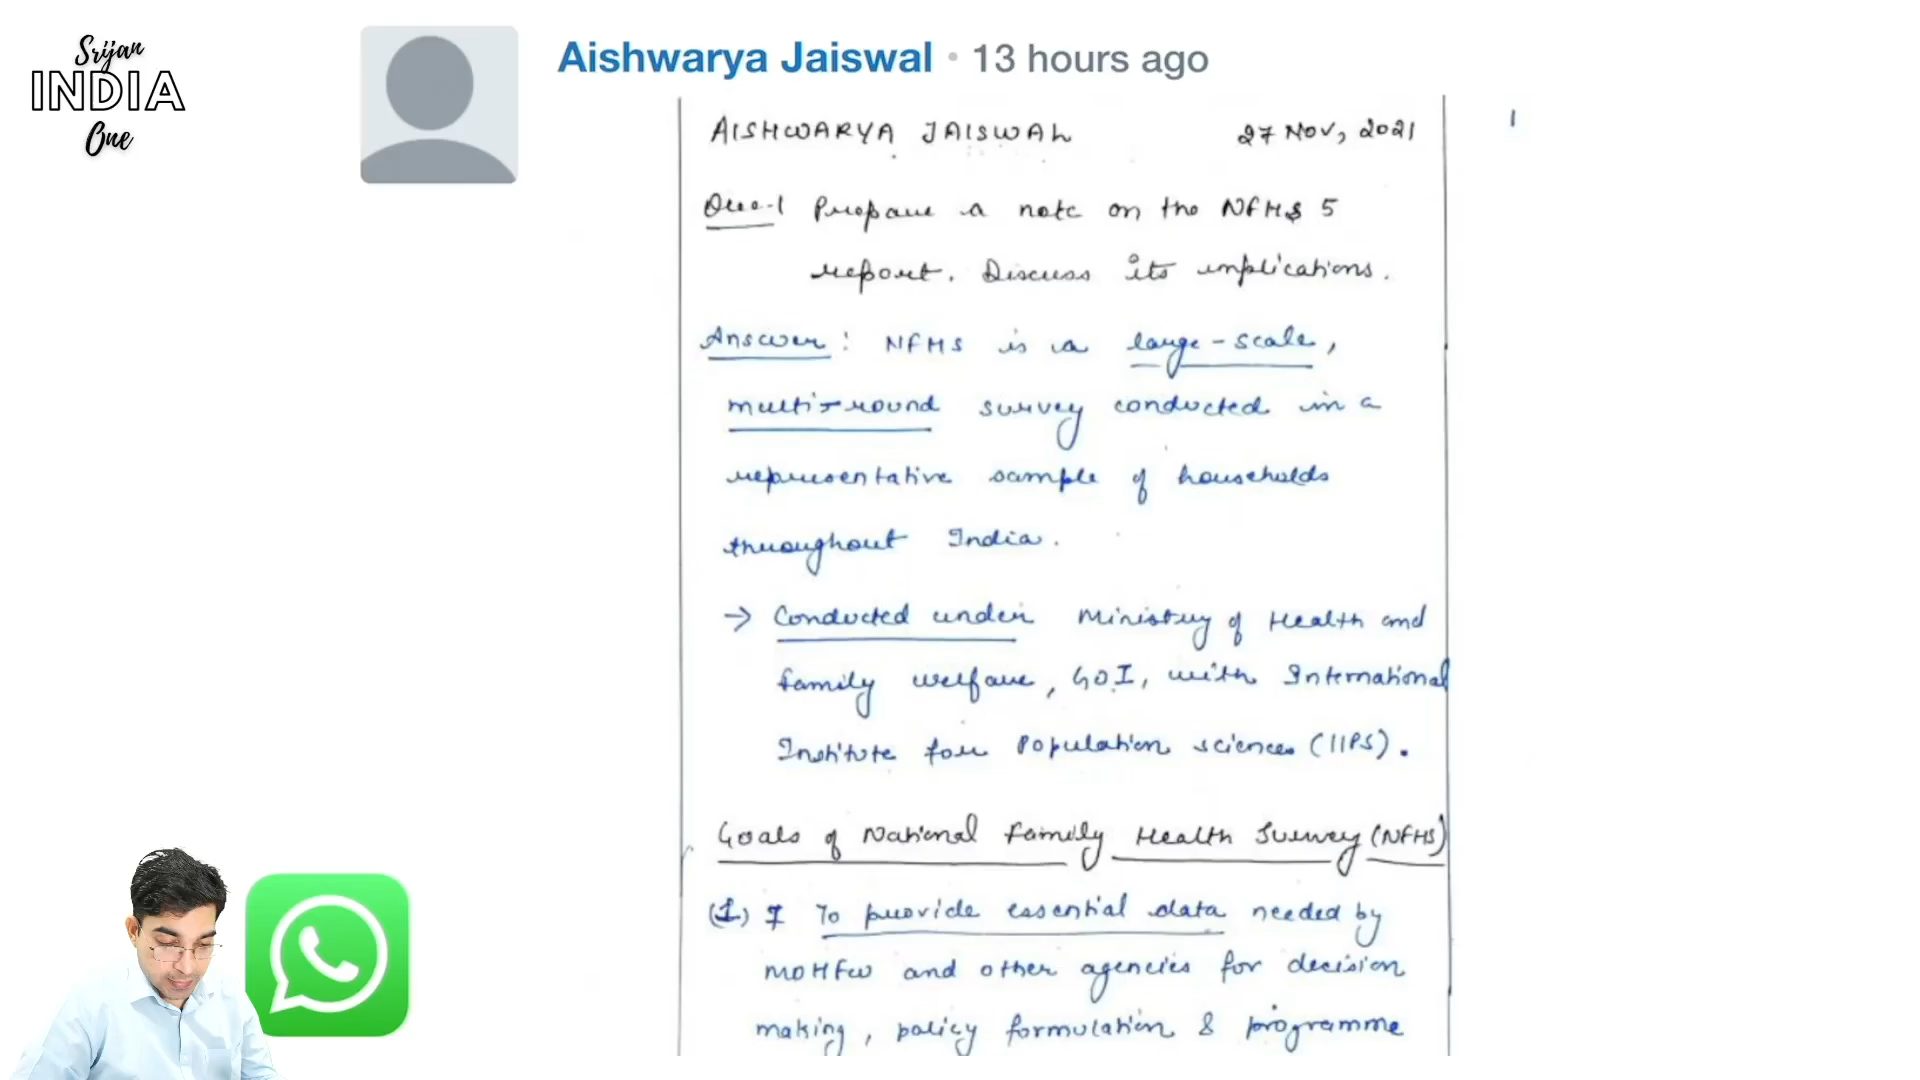 Srijan
INDIA
One
Aishwarya Jaiswal · 13 hours ago
AISHWARYA JAISWAL 27 NOV, 2021
1
Que-1 Prepare a note on the NFHS 5
report. Discuss its implications.
Answer: NFHS is a large-scale,
multi-round survey conducted in a
representative sample of households
throughout India.
→ Conducted under Ministry of Health and
family welfare, GOI, with International
Institute for Population sciences (IIPS).
Goals of National Family Health Survey (NFHS)
(1) To provide essential data needed by
MOHFW and other agencies for decision
making, policy formulation & programme